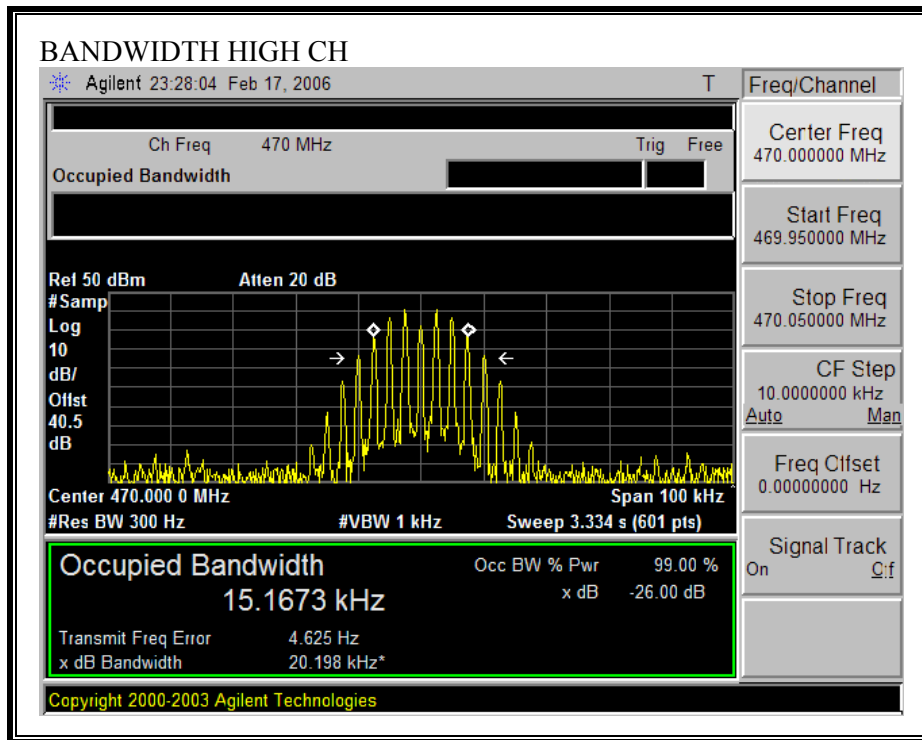 BANDWIDTH HIGH CH
Agilent 23:28:04 Feb 17, 2006 T
Freq/Channel
Ch Freq 470 MHz Trig Free
Occupied Bandwidth
Center Freq
470.000000 MHz
Start Freq
469.950000 MHz
Stop Freq
470.050000 MHz
CF Step
10.0000000 kHz
Auto Man
Freq Offset
0.00000000 Hz
Signal Track
On Off
Ref 50 dBm Atten 20 dB
#Samp
Log
10
dB/
Offst
40.5
dB
Center 470.000 0 MHz Span 100 kHz
#Res BW 300 Hz #VBW 1 kHz Sweep 3.334 s (601 pts)
Occupied Bandwidth
15.1673 kHz
Occ BW % Pwr 99.00 %
x dB -26.00 dB
Transmit Freq Error 4.625 Hz
x dB Bandwidth 20.198 kHz*
Copyright 2000-2003 Agilent Technologies